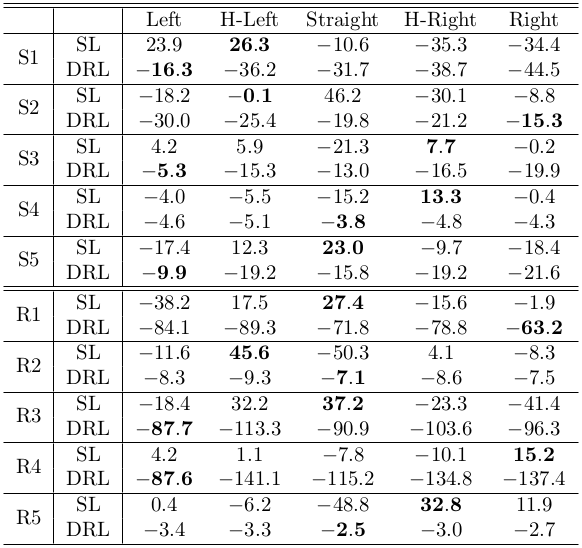 Left H-Left Straight H-Right Right
S1 SL 23.9 26.3 −10.6 −35.3 −34.4
DRL −16.3 −36.2 −31.7 −38.7 −44.5
S2 SL −18.2 −0.1 46.2 −30.1 −8.8
DRL −30.0 −25.4 −19.8 −21.2 −15.3
S3 SL 4.2 5.9 −21.3 7.7 −0.2
DRL −5.3 −15.3 −13.0 −16.5 −19.9
S4 SL −4.0 −5.5 −15.2 13.3 −0.4
DRL −4.6 −5.1 −3.8 −4.8 −4.3
S5 SL −17.4 12.3 23.0 −9.7 −18.4
DRL −9.9 −19.2 −15.8 −19.2 −21.6
R1 SL −38.2 17.5 27.4 −15.6 −1.9
DRL −84.1 −89.3 −71.8 −78.8 −63.2
R2 SL −11.6 45.6 −50.3 4.1 −8.3
DRL −8.3 −9.3 −7.1 −8.6 −7.5
R3 SL −18.4 32.2 37.2 −23.3 −41.4
DRL −87.7 −113.3 −90.9 −103.6 −96.3
R4 SL 4.2 1.1 −7.8 −10.1 15.2
DRL −87.6 −141.1 −115.2 −134.8 −137.4
R5 SL 0.4 −6.2 −48.8 32.8 11.9
DRL −3.4 −3.3 −2.5 −3.0 −2.7